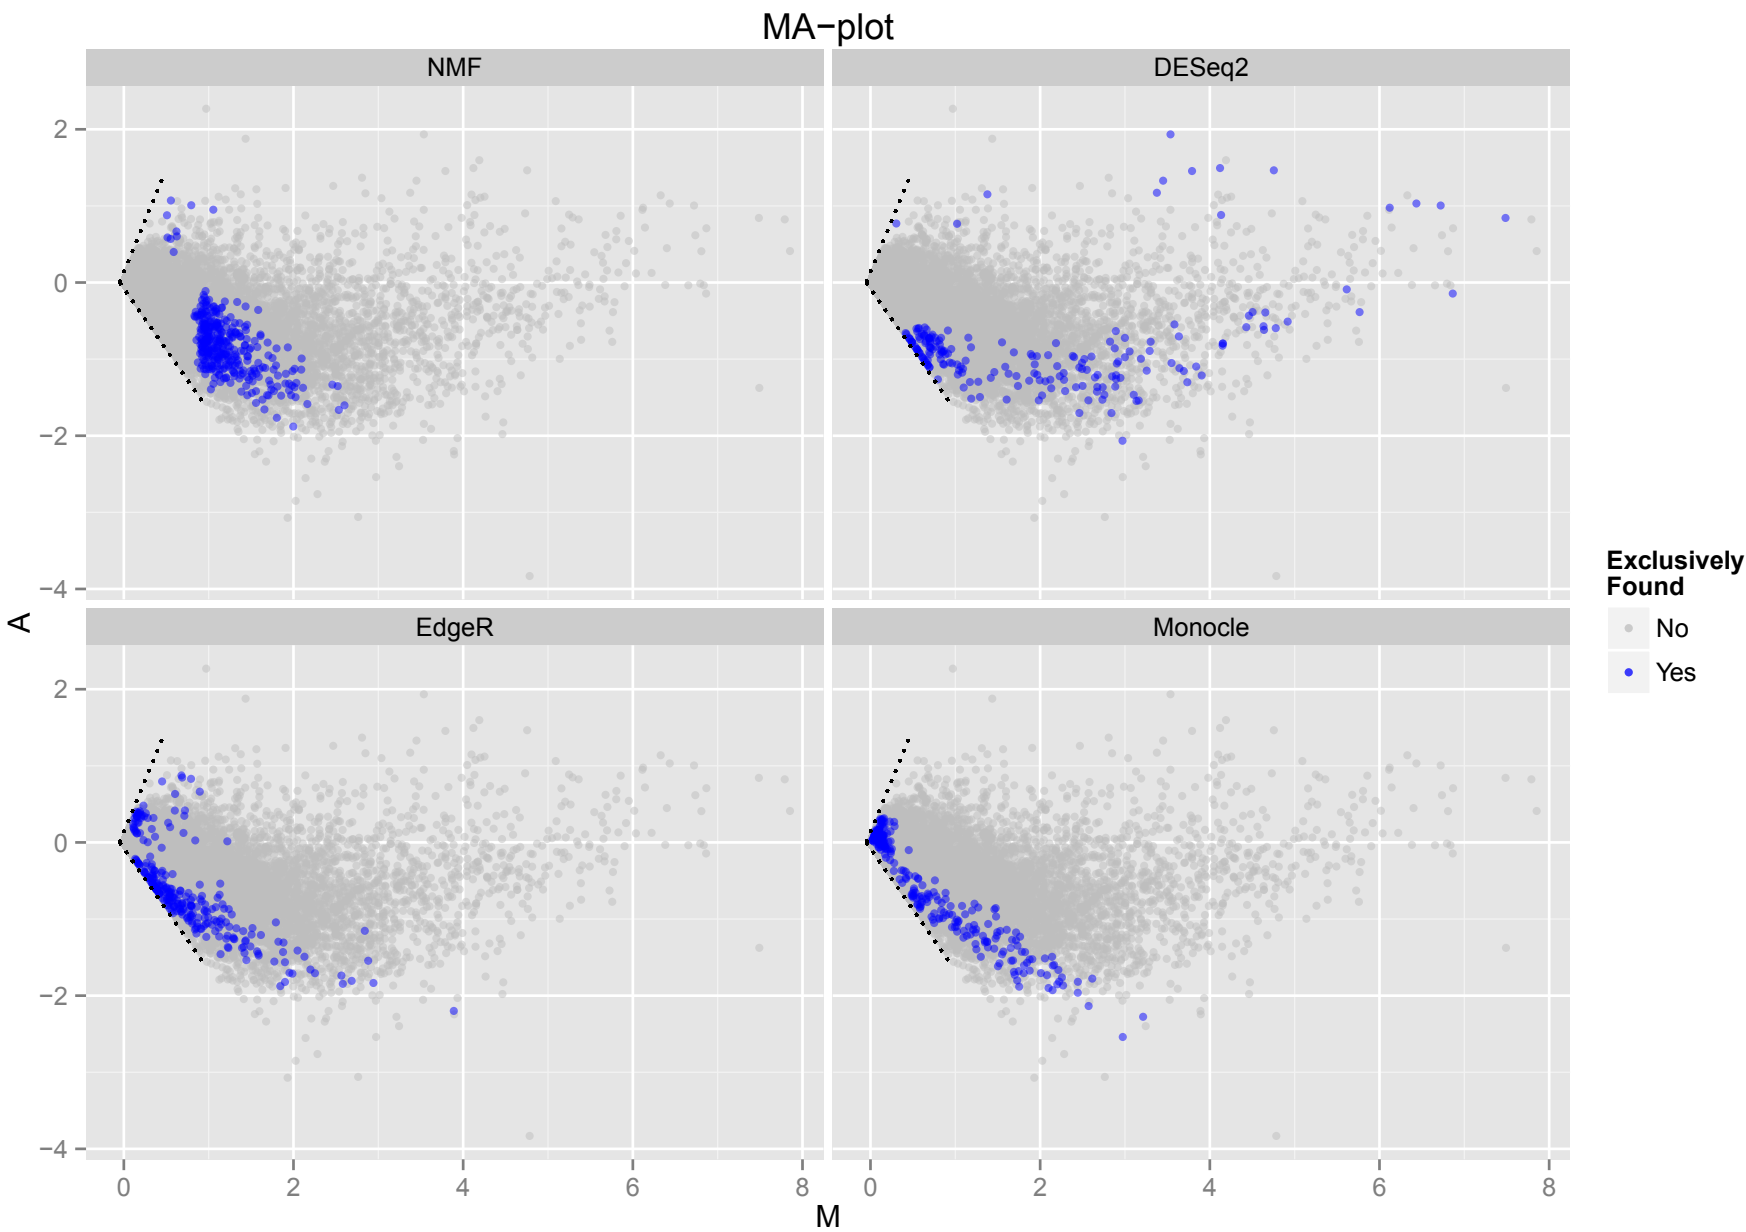 MA−plot
NMF
DESeq2
2
0
−2
−4
EdgeR
Monocle
2
0
−2
−4
0 2 4 6 8
0 2 4 6 8
A
M
Exclusively
Found
No
Yes